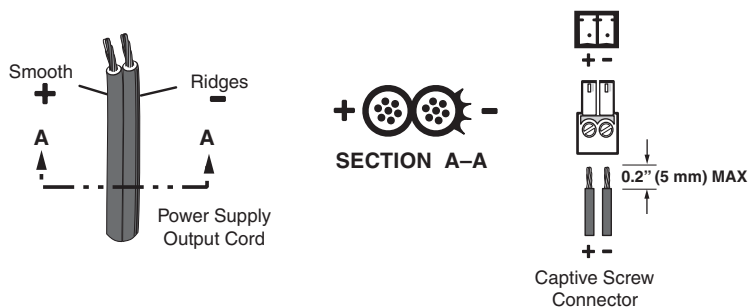 Smooth
Ridges
+
-
A
A
Power Supply
Output Cord
+
-
SECTION A–A
+ -
0.2” (5 mm) MAX
+ -
Captive Screw
Connector